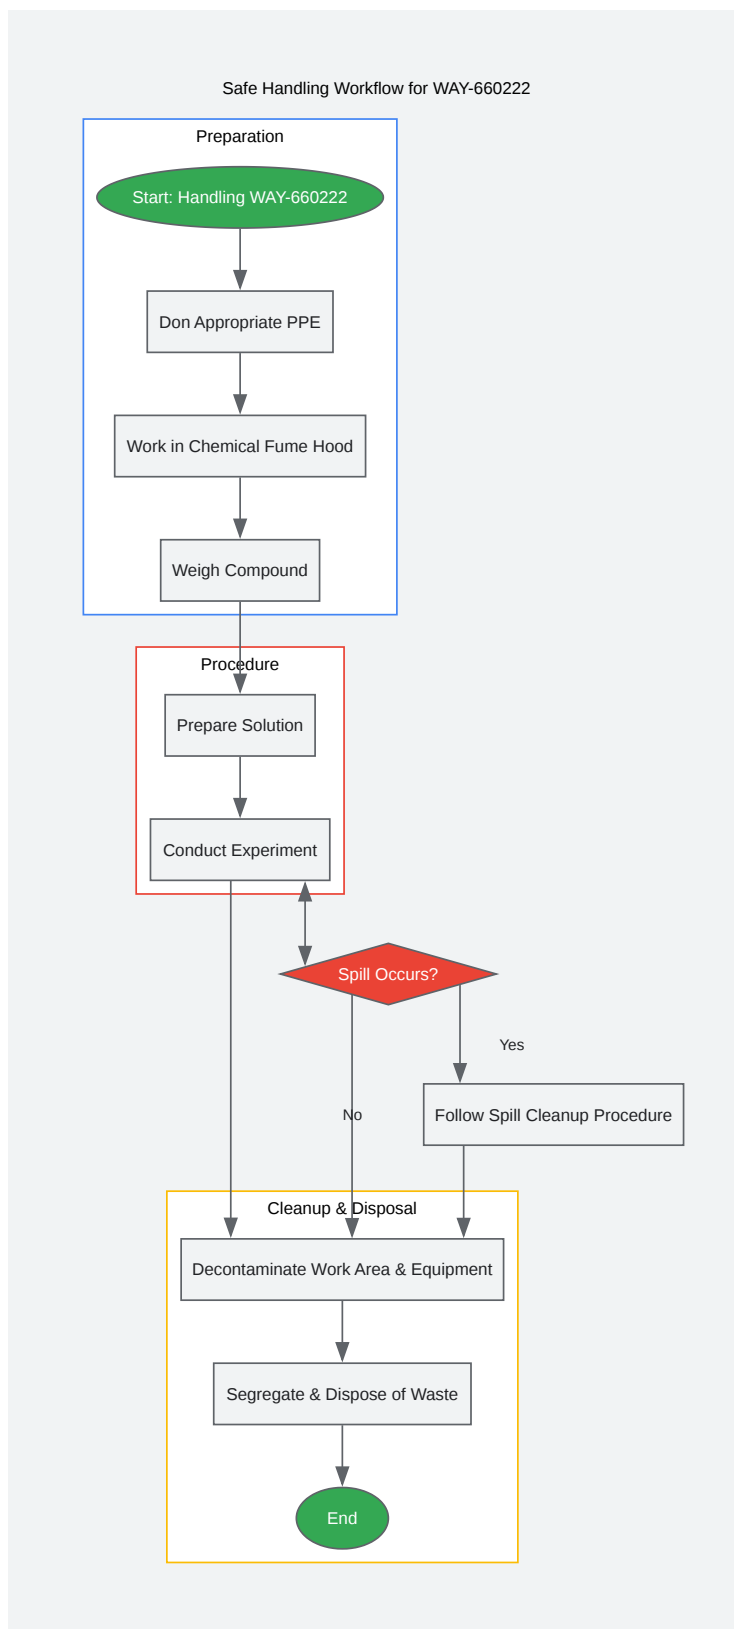 Safe Handling Workflow for WAY-660222
Preparation
Start: Handling WAY-660222
Don Appropriate PPE
Work in Chemical Fume Hood
Weigh Compound
Procedure
Prepare Solution
Conduct Experiment
Spill Occurs?
Yes
No
Follow Spill Cleanup Procedure
Cleanup & Disposal
Decontaminate Work Area & Equipment
Segregate & Dispose of Waste
End